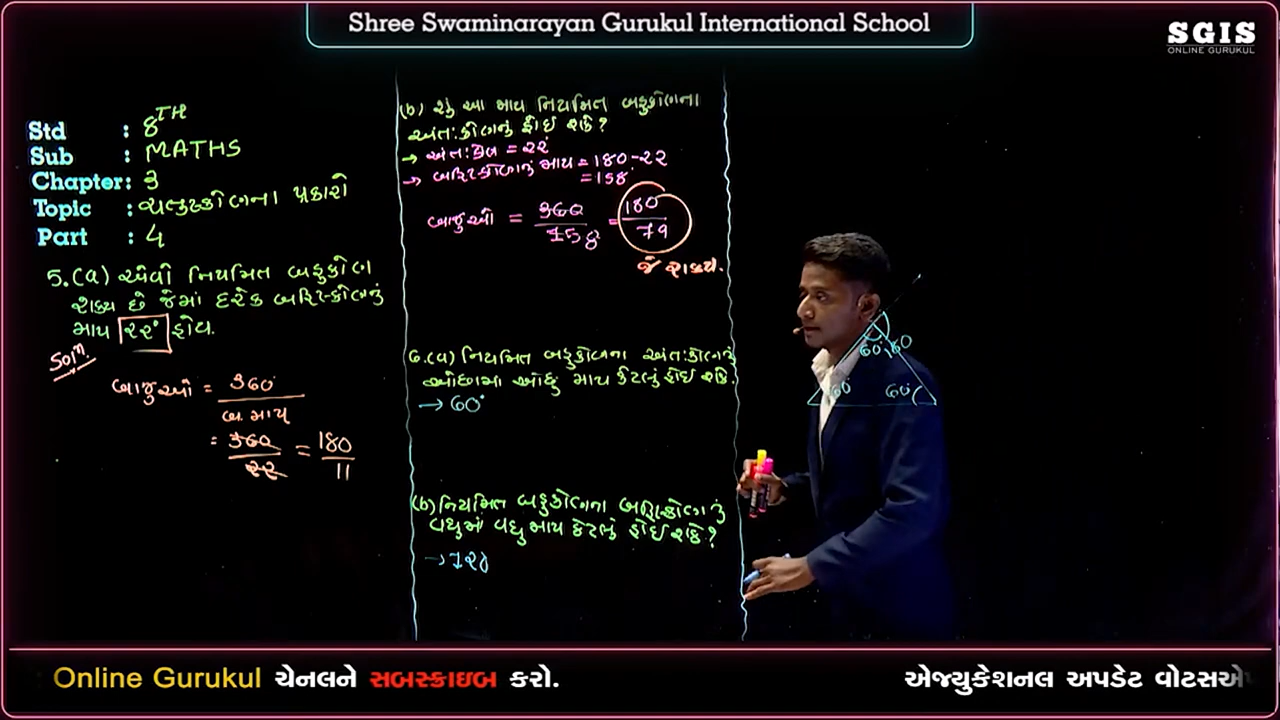 Shree Swaminarayan Gurukul International School
SGIS
ONLINE GURUKUL
Std : 8TH
Sub : MATHS
Chapter: 3
Topic : ચતુષ્કોણના પ્રકારો
Part : 4
5.(a) એવો નિયમિત બહુકોણ
શક્ય છે જેમાં દરેક બહિષ્કોણનું
માપ ૨૨° હોય.
Solⁿ.
બાજુઓ = 360° / બ. માપ
= 360 / 22 = 180 / 11
(b) શું આ માપ નિયમિત બહુકોણના
અંતઃકોણનું હોઈ શકે?
→ અંતઃકોણ = 22
→ બહિષ્કોણનું માપ = 180-22
= 158
બાજુઓ = 360 / 158 = 180 / 79
6.(a) નિયમિત બહુકોણના અંતઃકોણનું
ઓછામાં ઓછું માપ કેટલું હોઈ શકે.
→ 60°
(b) નિયમિત બહુકોણના બહિષ્કોણનું
વધુમાં વધુ માપ કેટલું હોઈ શકે?
→ 120
60° 180
60 60°
Online Gurukul ચેનલને સબસ્ક્રાઇબ કરો.
એજ્યુકેશનલ અપડેટ વોટસએપ